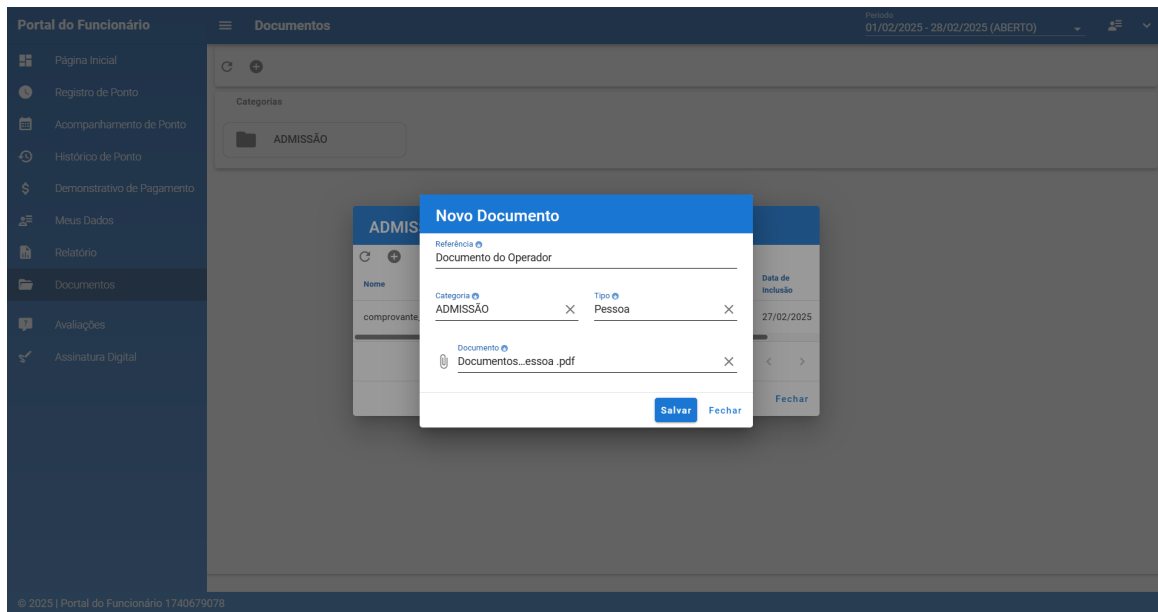 Portal do Funcionário
Documentos
Período
01/02/2025 - 28/02/2025 (ABERTO)
Página Inicial
Registro de Ponto
Acompanhamento de Ponto
Histórico de Ponto
Demonstrativo de Pagamento
Meus Dados
Relatório
Documentos
Avaliações
Assinatura Digital
Categorias
ADMISSÃO
ADMIS
Nome
Data de
Inclusão
comprovante_
27/02/2025
Fechar
Novo Documento
Referência
Documento do Operador
Categoria
ADMISSÃO
Tipo
Pessoa
Documento
Documentos…essoa .pdf
Salvar
Fechar
© 2025 | Portal do Funcionário 1740679078